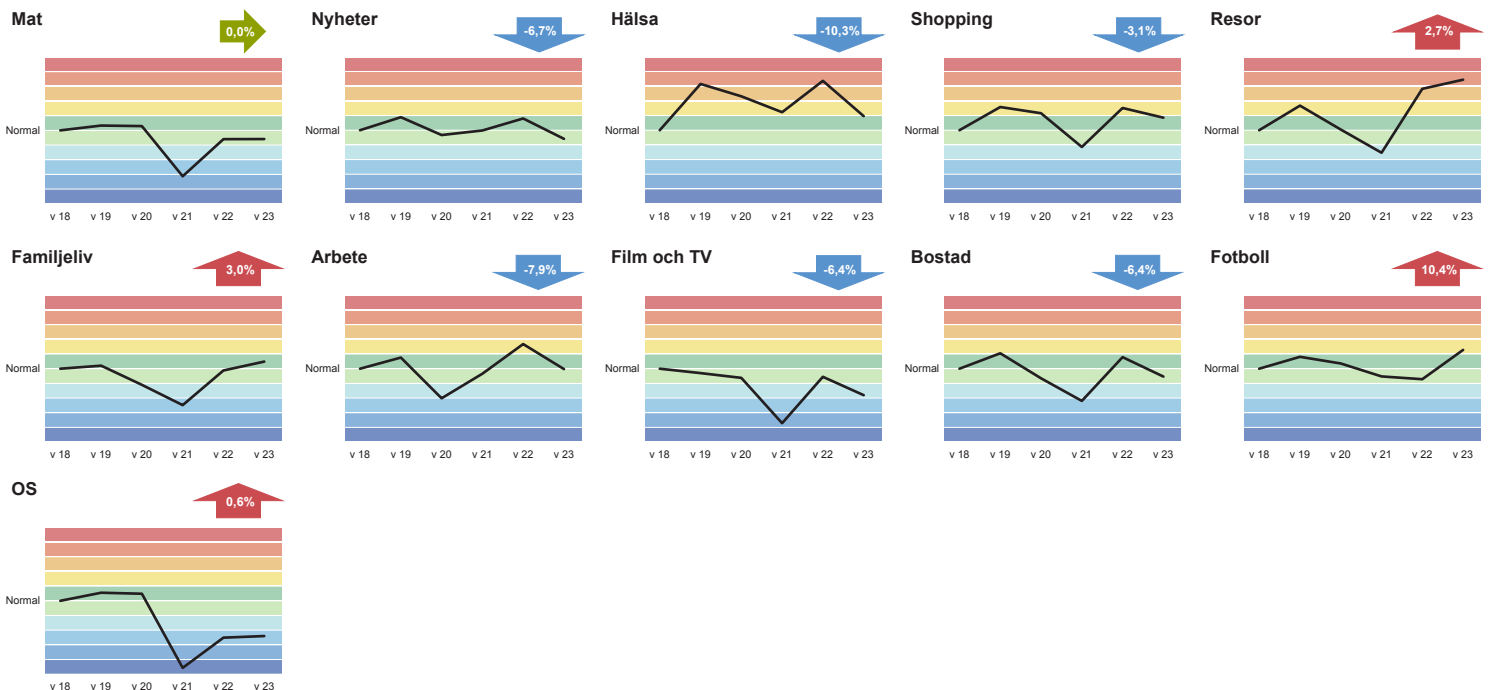 Mat
0,0%
Normal
v 18 v 19 v 20 v 21 v 22 v 23
Nyheter
-6,7%
v 18 v 19 v 20 v 21 v 22 v 23
Normal
Hälsa
-10,3%
Normal
v 18 v 19 v 20 v 21 v 22 v 23
Shopping
-3,1%
Normal
v 18 v 19 v 20 v 21 v 22 v 23
Resor
2,7%
Normal
v 18 v 19 v 20 v 21 v 22 v 23
Familjeliv
3,0%
Normal
v 18 v 19 v 20 v 21 v 22 v 23
Arbete
-7,9%
Normal
v 18 v 19 v 20 v 21 v 22 v 23
Film och TV
-6,4%
Normal
v 18 v 19 v 20 v 21 v 22 v 23
Bostad
-6,4%
Normal
v 18 v 19 v 20 v 21 v 22 v 23
Fotboll
10,4%
Normal
v 18 v 19 v 20 v 21 v 22 v 23
OS
0,6%
Normal
v 18 v 19 v 20 v 21 v 22 v 23